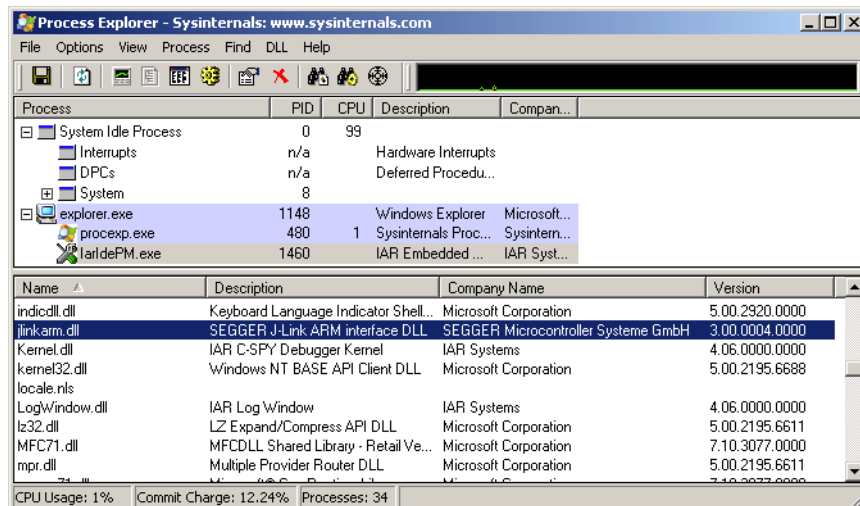 Process Explorer - Sysinternals: www.sysinternals.com
File Options View Process Find DLL Help
Process PID CPU Description Compan...
System Idle Process 0 99
Interrupts n/a Hardware Interrupts
DPCs n/a Deferred Procedu...
System 8
explorer.exe 1148 Windows Explorer Microsoft...
procexp.exe 480 1 Sysinternals Proc... Sysintern...
IarIdePM.exe 1460 IAR Embedded ... IAR Syst...
Name Description Company Name Version
indicdll.dll Keyboard Language Indicator Shell... Microsoft Corporation 5.00.2920.0000
jlinkarm.dll SEGGER J-Link ARM interface DLL SEGGER Microcontroller Systeme GmbH 3.00.0004.0000
Kernel.dll IAR C-SPY Debugger Kernel IAR Systems 4.06.0000.0000
kernel32.dll Windows NT BASE API Client DLL Microsoft Corporation 5.00.2195.6688
locale.nls
LogWindow.dll IAR Log Window IAR Systems 4.06.0000.0000
lz32.dll LZ Expand/Compress API DLL Microsoft Corporation 5.00.2195.6611
MFC71.dll MFCDLL Shared Library - Retail Ve... Microsoft Corporation 7.10.3077.0000
mpr.dll Multiple Provider Router DLL Microsoft Corporation 5.00.2195.6611
CPU Usage: 1% Commit Charge: 12.24% Processes: 34